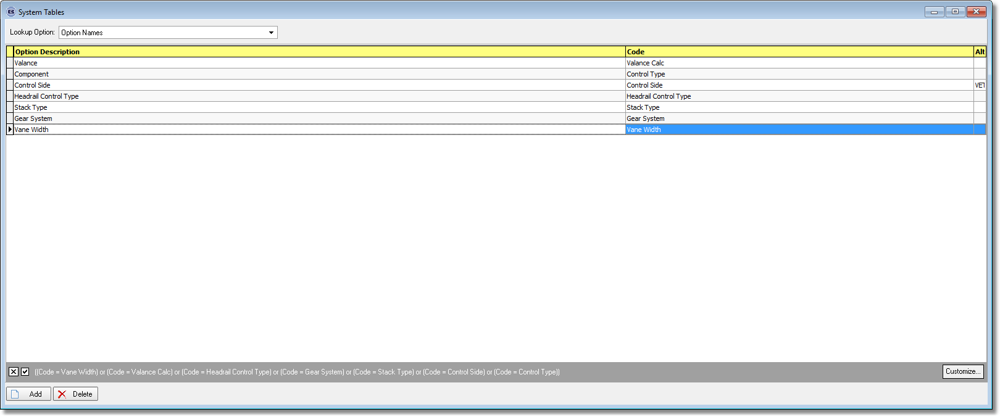 System Tables
Lookup Option: Option Names
Option Description Code Alt
Valance Valance Calc
Component Control Type
Control Side Control Side VET
Headrail Control Type Headrail Control Type
Stack Type Stack Type
Gear System Gear System
Vane Width Vane Width
((Code = Vane Width) or (Code = Valance Calc) or (Code = Headrail Control Type) or (Code = Gear System) or (Code = Stack Type) or (Code = Control Side) or (Code = Control Type)) Customize...
Add Delete